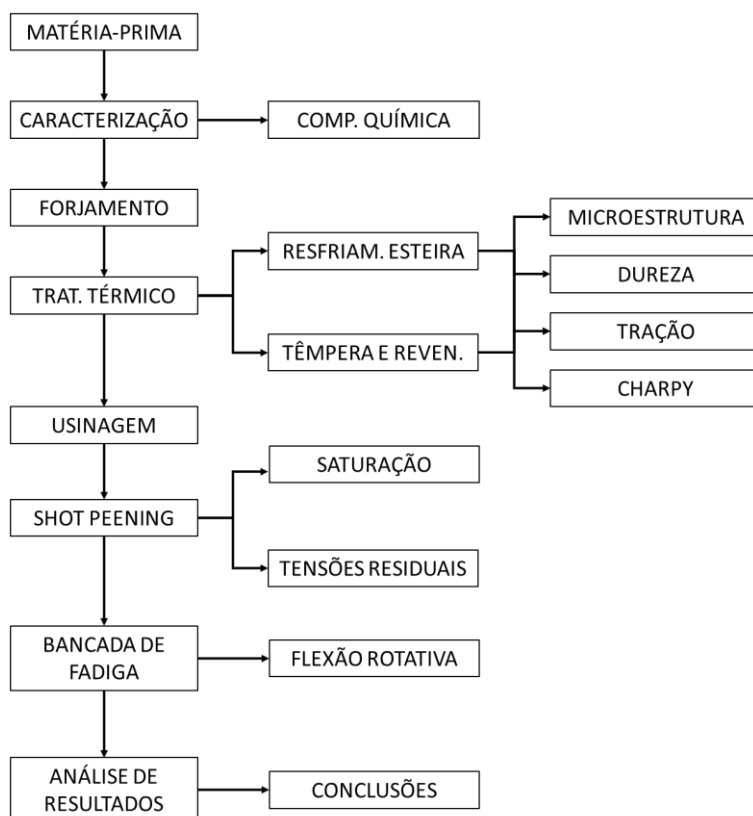 MATÉRIA-PRIMA
CARACTERIZAÇÃO
COMP. QUÍMICA
FORJAMENTO
MICROESTRUTURA
RESFRIAM. ESTEIRA
DUREZA
TRAT. TÉRMICO
TRAÇÃO
TÊMPERA E REVEN.
CHARPY
USINAGEM
SATURAÇÃO
SHOT PEENING
TENSÕES RESIDUAIS
BANCADA DE
FADIGA
FLEXÃO ROTATIVA
ANÁLISE DE
RESULTADOS
CONCLUSÕES